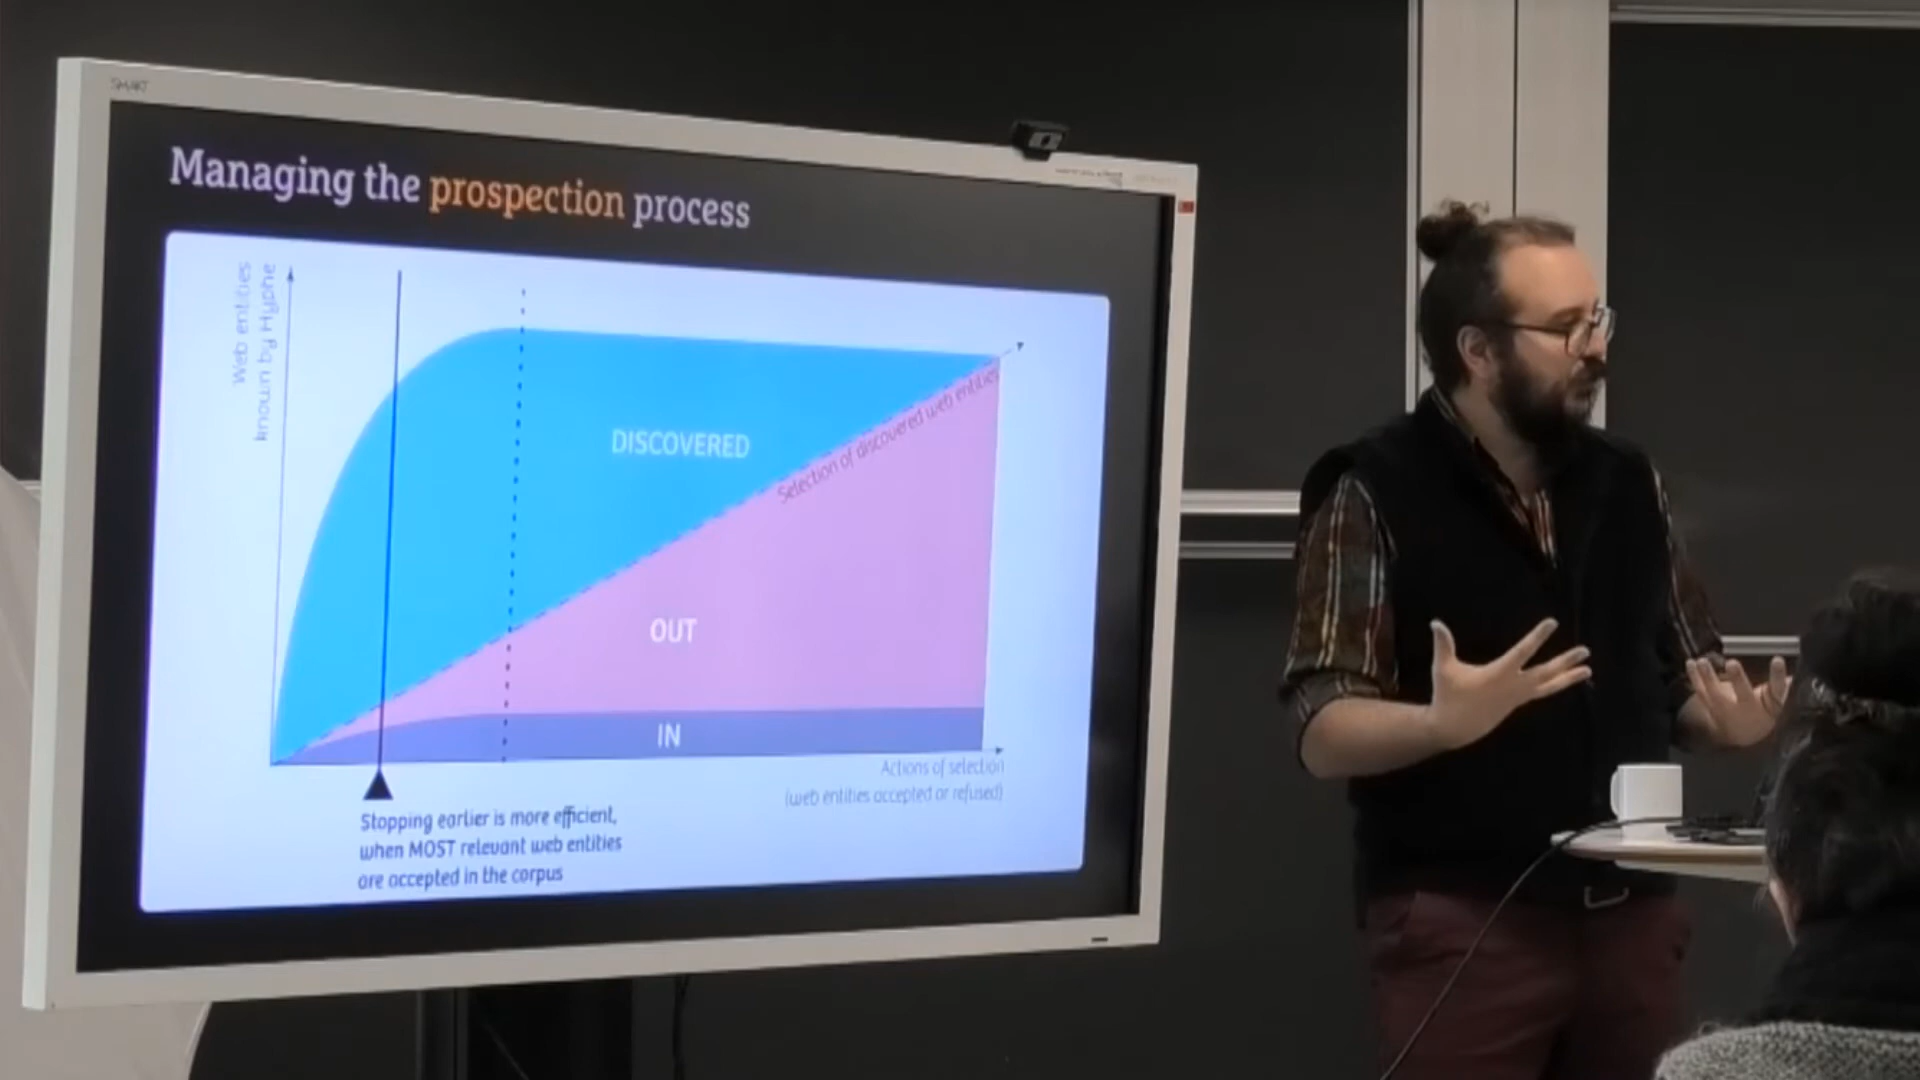 SMART
Managing the prospection process
Web entities
known by Hyphe
DISCOVERED
Selection of discovered web entities
OUT
IN
Actions of selection
(web entities accepted or refused)
Stopping earlier is more efficient,
when MOST relevant web entities
are accepted in the corpus